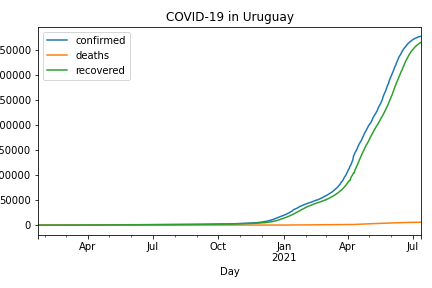 COVID-19 in Uruguay
confirmed
deaths
recovered
50000
0
Apr
Jul
Oct
Jan
2021
Apr
Jul
Day